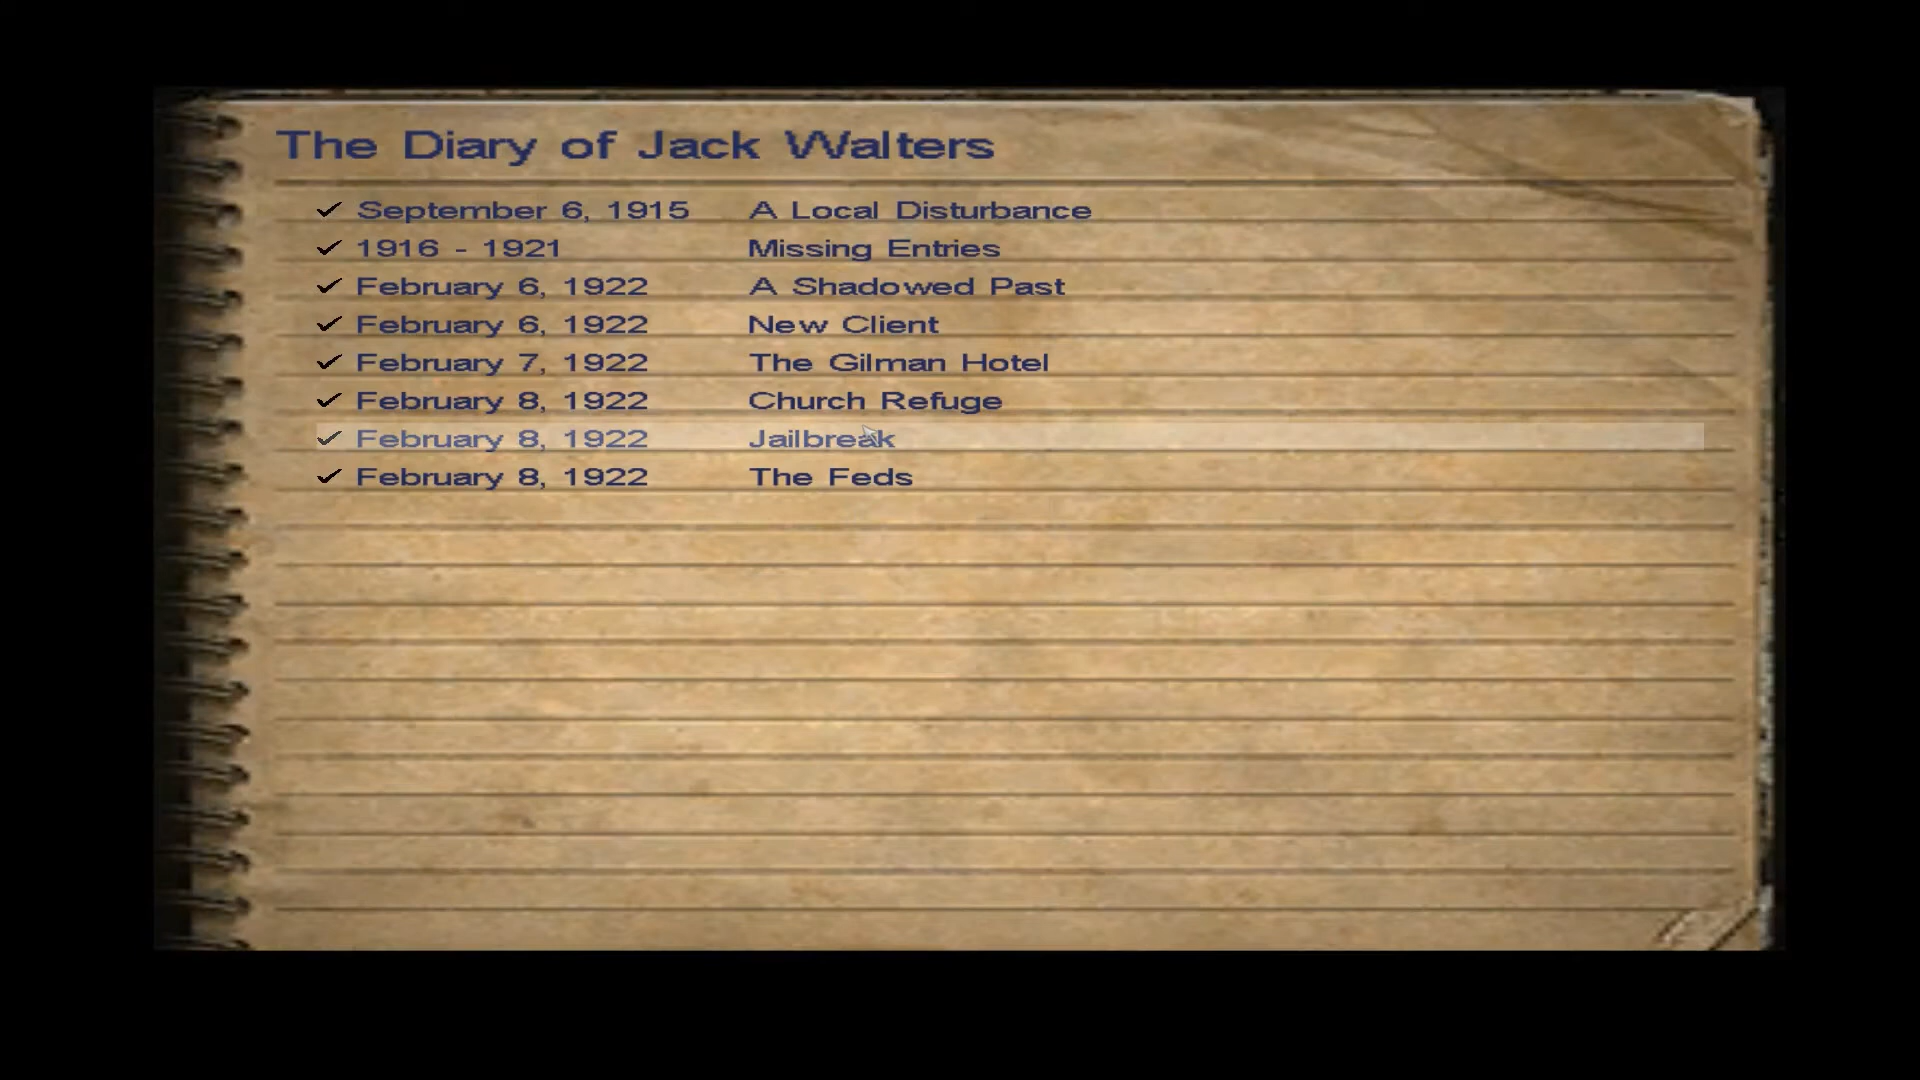 The Diary of Jack Walters
✓ September 6, 1915 A Local Disturbance
✓ 1916 - 1921 Missing Entries
✓ February 6, 1922 A Shadowed Past
✓ February 6, 1922 New Client
✓ February 7, 1922 The Gilman Hotel
✓ February 8, 1922 Church Refuge
✓ February 8, 1922 Jailbreak
✓ February 8, 1922 The Feds